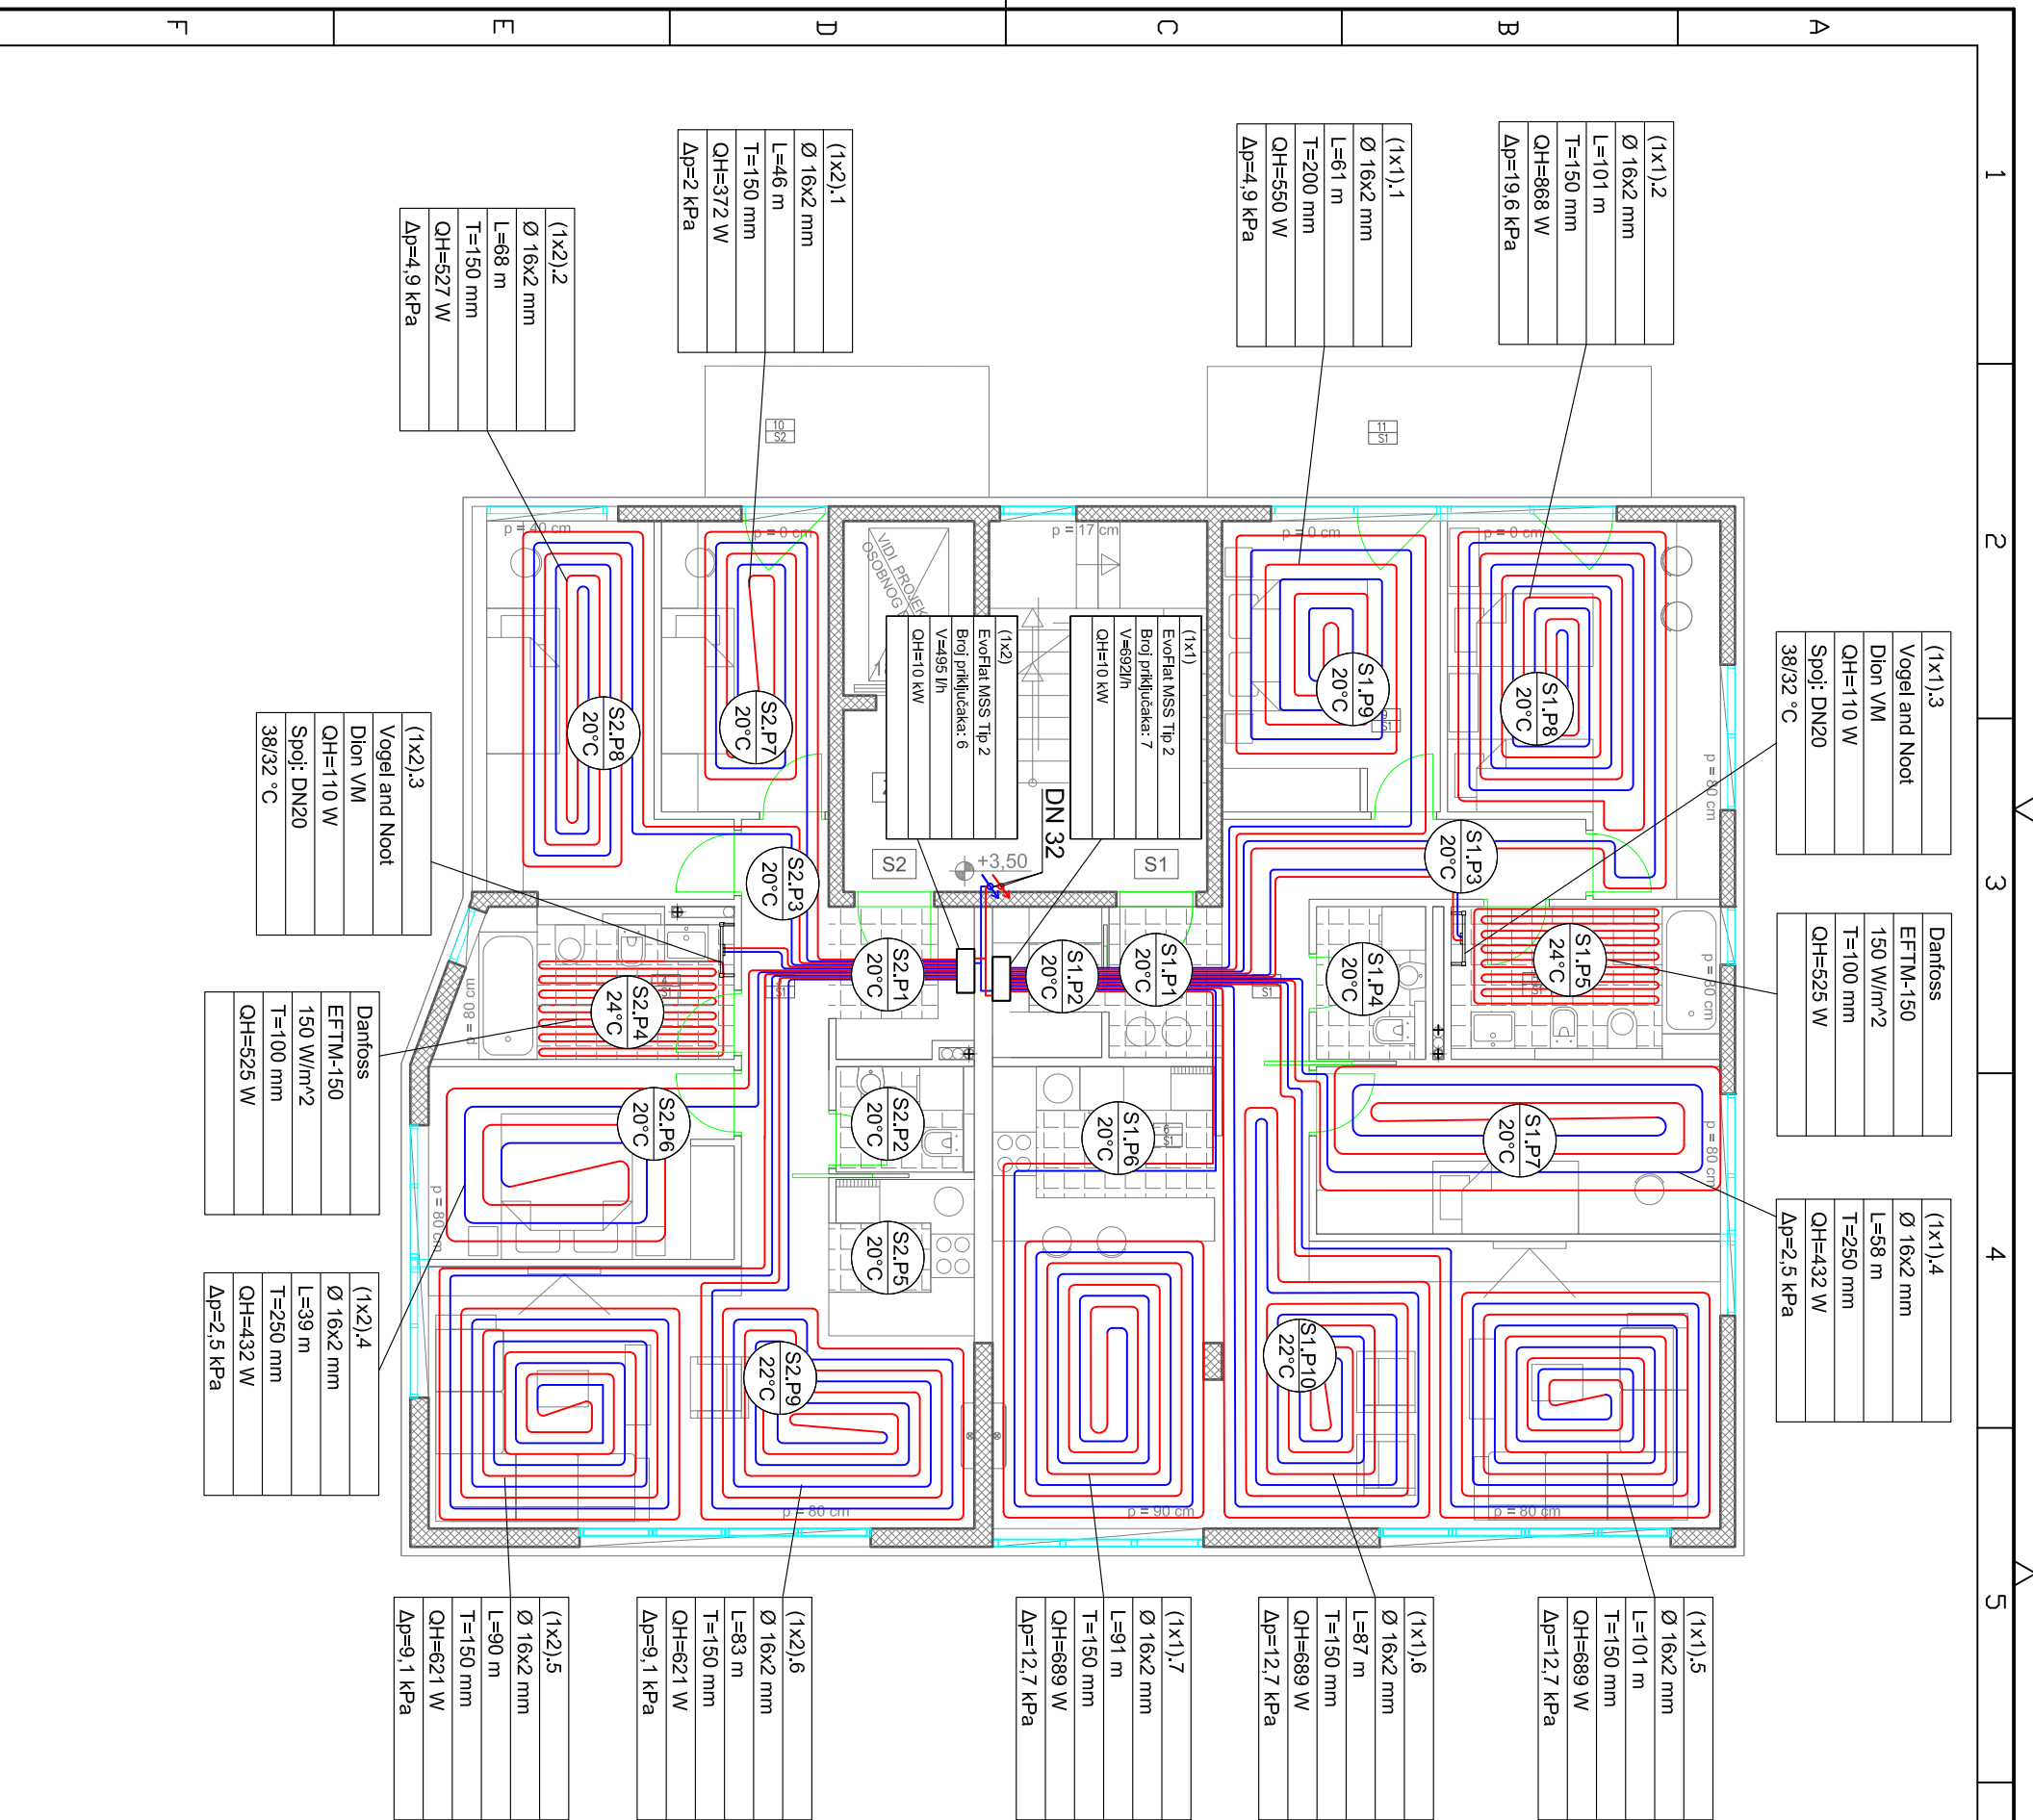 F
E
D
C
B
A
1
2
3
4
5
(1x2).1
Ø 16x2 mm
L=46 m
T=150 mm
QH=372 W
Δp=2 kPa
(1x1).1
Ø 16x2 mm
L=61 m
T=200 mm
QH=550 W
Δp=4,9 kPa
(1x1).2
Ø 16x2 mm
L=101 m
T=150 mm
QH=868 W
Δp=19,6 kPa
(1x2).2
Ø 16x2 mm
L=68 m
T=150 mm
QH=527 W
Δp=4,9 kPa
(1x1).3
Vogel and Noot
Dion VM
QH=110 W
Spoj: DN20
38/32 °C
(1x2).3
Vogel and Noot
Dion VM
QH=110 W
Spoj: DN20
38/32 °C
Danfoss
EFTM-150
150 W/m^2
T=100 mm
QH=525 W
Danfoss
EFTM-150
150 W/m^2
T=100 mm
QH=525 W
(1x1).4
Ø 16x2 mm
L=58 m
T=250 mm
QH=432 W
Δp=2,5 kPa
(1x2).4
Ø 16x2 mm
L=39 m
T=250 mm
QH=432 W
Δp=2,5 kPa
(1x2).5
Ø 16x2 mm
L=90 m
T=150 mm
QH=621 W
Δp=9,1 kPa
(1x2).6
Ø 16x2 mm
L=83 m
T=150 mm
QH=621 W
Δp=9,1 kPa
(1x1).7
Ø 16x2 mm
L=91 m
T=150 mm
QH=689 W
Δp=12,7 kPa
(1x1).6
Ø 16x2 mm
L=87 m
T=150 mm
QH=689 W
Δp=12,7 kPa
(1x1).5
Ø 16x2 mm
L=101 m
T=150 mm
QH=689 W
Δp=12,7 kPa
(1x2)
EvoFlat MSS Tip 2
Broj priključaka: 6
V=495 l/h
QH=10 kW
(1x1)
EvoFlat MSS Tip 2
Broj priključaka: 7
V=692l/h
QH=10 kW
DN 32
VIDI PROJEK
OSOBNOG
+3,50
S2
S1
10
S2
11
S1
p = 40 cm
p = 0 cm
p = 17 cm
p = 0 cm
p = 0 cm
p = 80 cm
p = 80 cm
p = 80 cm
p = 80 cm
p = 80 cm
p = 80 cm
p = 90 cm
p = 80 cm
S2.P8
20°C
S2.P7
20°C
S1.P9
20°C
S1.P8
20°C
S2.P3
20°C
S1.P3
20°C
S2.P4
24°C
S2.P1
20°C
S1.P2
20°C
S1.P1
20°C
S1.P4
20°C
S1.P5
24°C
S2.P6
20°C
S2.P2
20°C
S1.P6
20°C
S1.P7
20°C
S2.P5
20°C
S2.P9
22°C
S1.P10
22°C